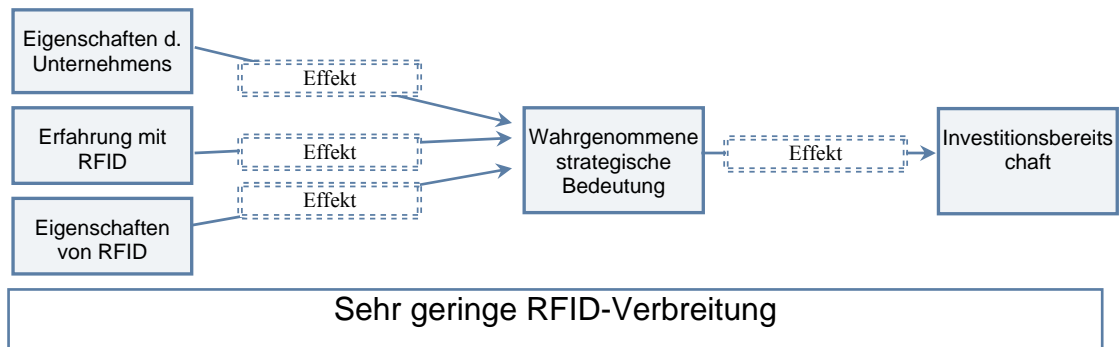 Eigenschaften d.
Unternehmens
Effekt
Erfahrung mit
RFID
Effekt
Eigenschaften
von RFID
Effekt
Wahrgenommene
strategische
Bedeutung
Effekt
Investitionsbereits
chaft
Sehr geringe RFID-Verbreitung